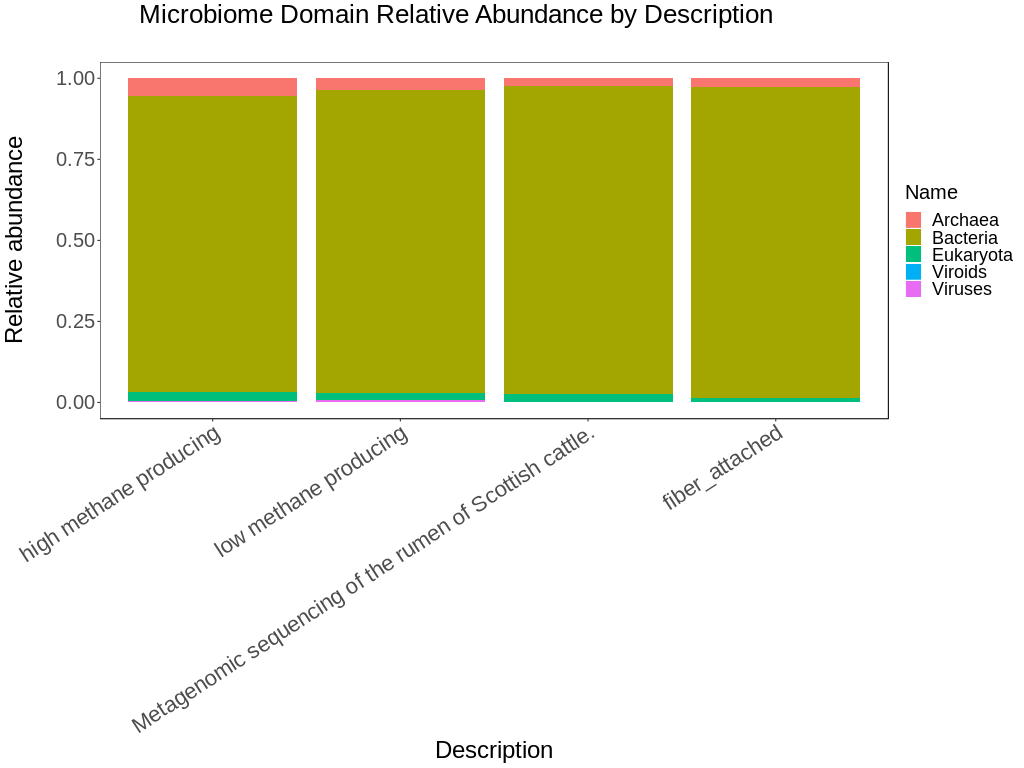 Microbiome Domain Relative Abundance by Description
Relative abundance
1.00
0.75
0.50
0.25
0.00
high methane producing
low methane producing
Metagenomic sequencing of the rumen of Scottish cattle.
fiber_attached
Description
Name
Archaea
Bacteria
Eukaryota
Viroids
Viruses